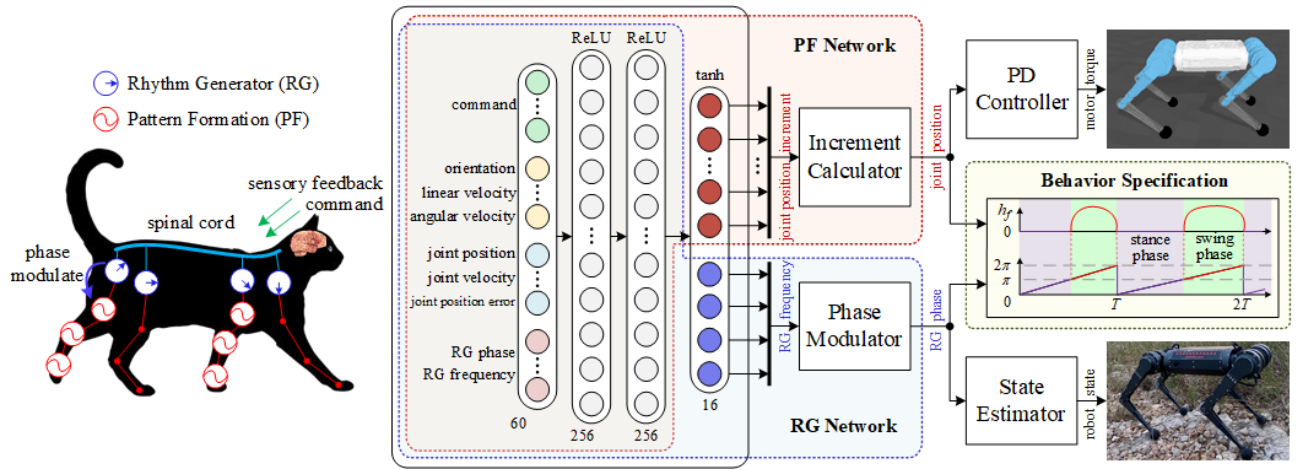 Rhythm Generator (RG)
Pattern Formation (PF)
sensory feedback
command
spinal cord
phase
modulate
ReLU
ReLU
command
orientation
linear velocity
angular velocity
joint position
joint velocity
joint position error
RG phase
RG frequency
60
256
256
tanh
16
PF Network
joint position increment
Increment
Calculator
joint position
RG frequency
Phase
Modulator
RG phase
RG Network
PD
Controller
motor torque
Behavior Specification
h_f
0
stance
phase
swing
phase
2π
π
0
T
2T
State
Estimator
robot state